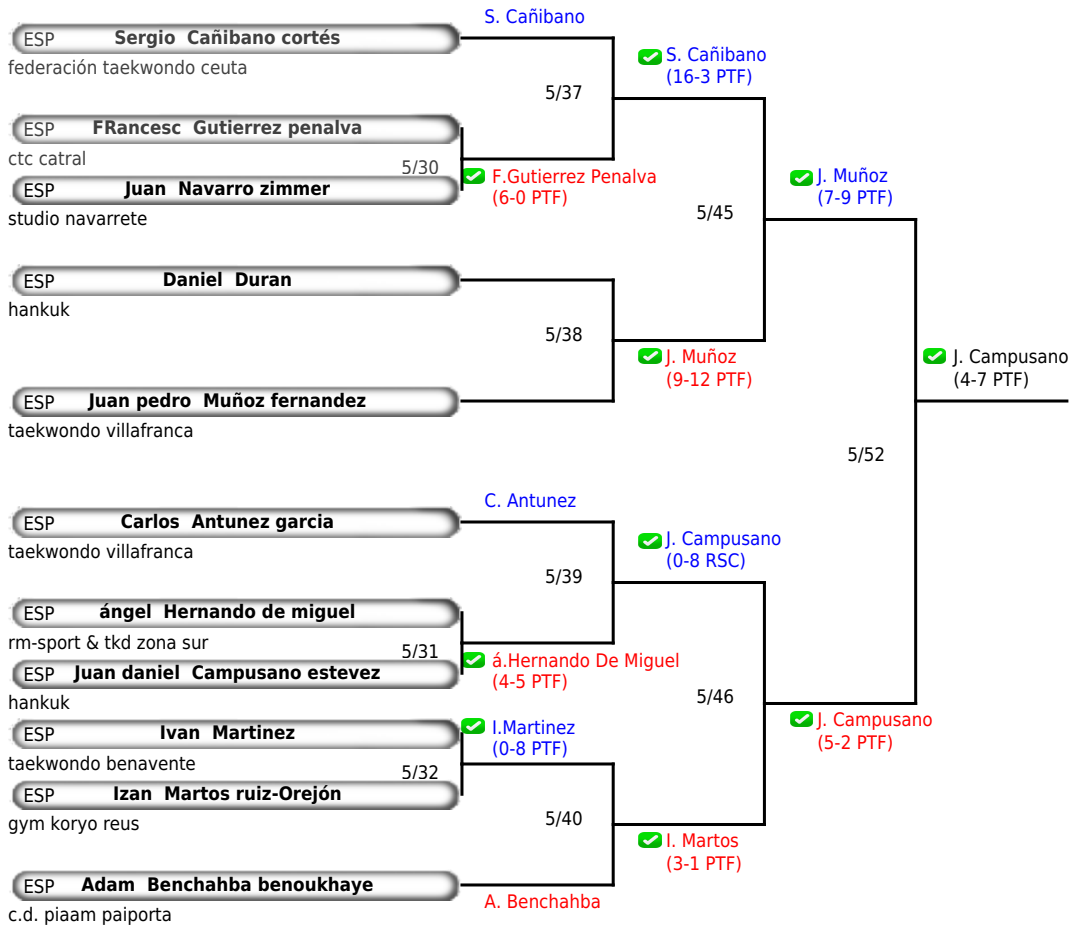 S. Cañibano
ESP Sergio Cañibano cortés
federación taekwondo ceuta
S. Cañibano
(16-3 PTF)
5/37
ESP FRancesc Gutierrez penalva
ctc catral
5/30
F.Gutierrez Penalva
(6-0 PTF)
ESP Juan Navarro zimmer
studio navarrete
J. Muñoz
(7-9 PTF)
5/45
ESP Daniel Duran
hankuk
5/38
J. Muñoz
(9-12 PTF)
J. Campusano
(4-7 PTF)
ESP Juan pedro Muñoz fernandez
taekwondo villafranca
5/52
C. Antunez
ESP Carlos Antunez garcia
taekwondo villafranca
J. Campusano
(0-8 RSC)
5/39
ESP ángel Hernando de miguel
rm-sport & tkd zona sur
5/31
á.Hernando De Miguel
(4-5 PTF)
ESP Juan daniel Campusano estevez
hankuk
5/46
J. Campusano
(5-2 PTF)
I.Martinez
(0-8 PTF)
ESP Ivan Martinez
taekwondo benavente
5/32
ESP Izan Martos ruiz-Orejón
gym koryo reus
5/40
I. Martos
(3-1 PTF)
ESP Adam Benchahba benoukhaye
A. Benchahba
c.d. piaam paiporta